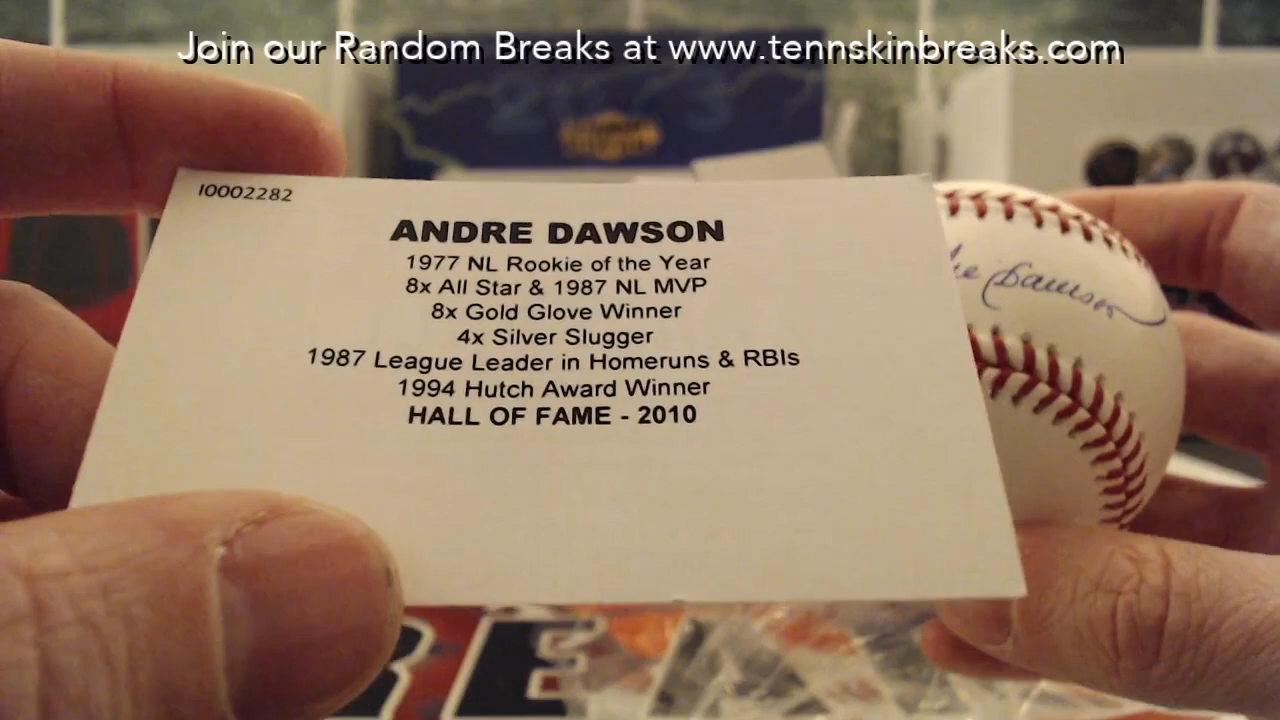 Join our Random Breaks at www.tennskinbreaks.com
I0002282
ANDRE DAWSON
1977 NL Rookie of the Year
8x All Star & 1987 NL MVP
8x Gold Glove Winner
4x Silver Slugger
1987 League Leader in Homeruns & RBIs
1994 Hutch Award Winner
HALL OF FAME - 2010
Dawson